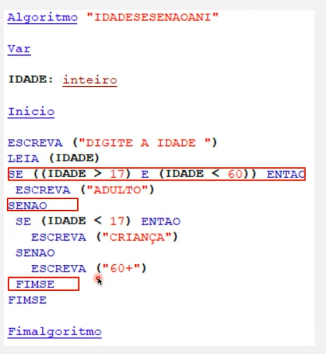 Algoritmo "IDADESESENAOANI"
Var
IDADE: inteiro
Inicio
ESCREVA ("DIGITE A IDADE ")
LEIA (IDADE)
SE ((IDADE > 17) E (IDADE < 60)) ENTAO
ESCREVA ("ADULTO")
SENAO
SE (IDADE < 17) ENTAO
ESCREVA ("CRIANÇA")
SENAO
ESCREVA ("60+")
FIMSE
FIMSE
Fimalgoritmo